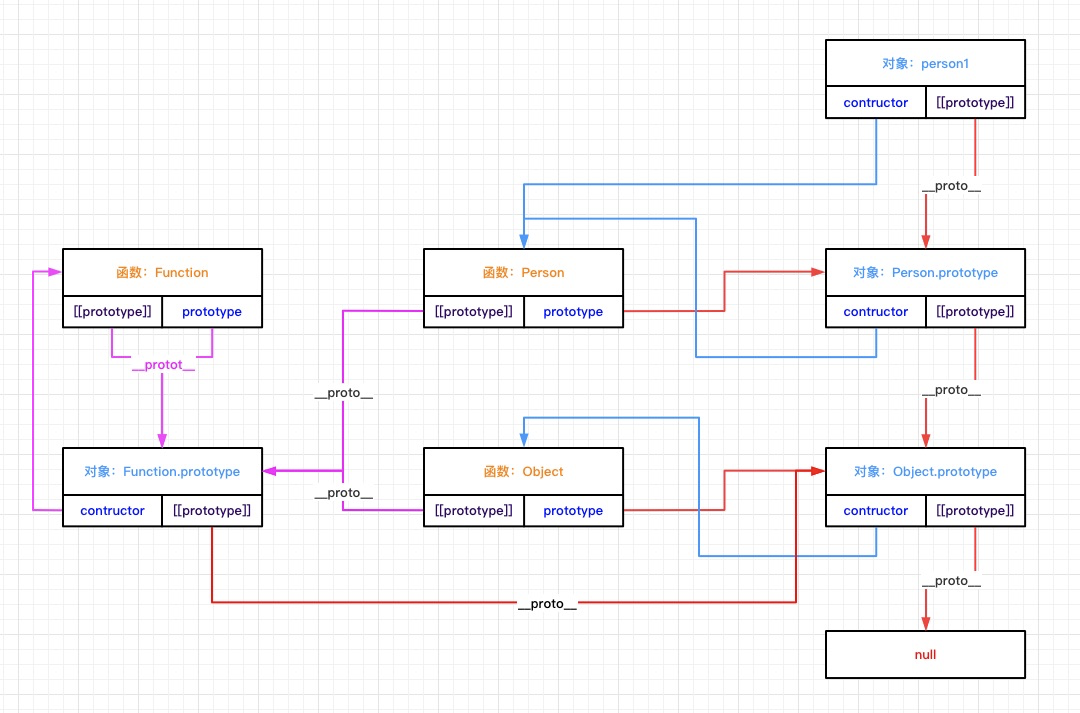 对象：person1
contructor [[prototype]]
__proto__
函数：Function
函数：Person
对象：Person.prototype
[[prototype]] prototype
[[prototype]] prototype
contructor [[prototype]]
__protot__
__proto__
__proto__
对象：Function.prototype
函数：Object
对象：Object.prototype
__proto__
contructor [[prototype]]
[[prototype]] prototype
contructor [[prototype]]
__proto__
__proto__
null